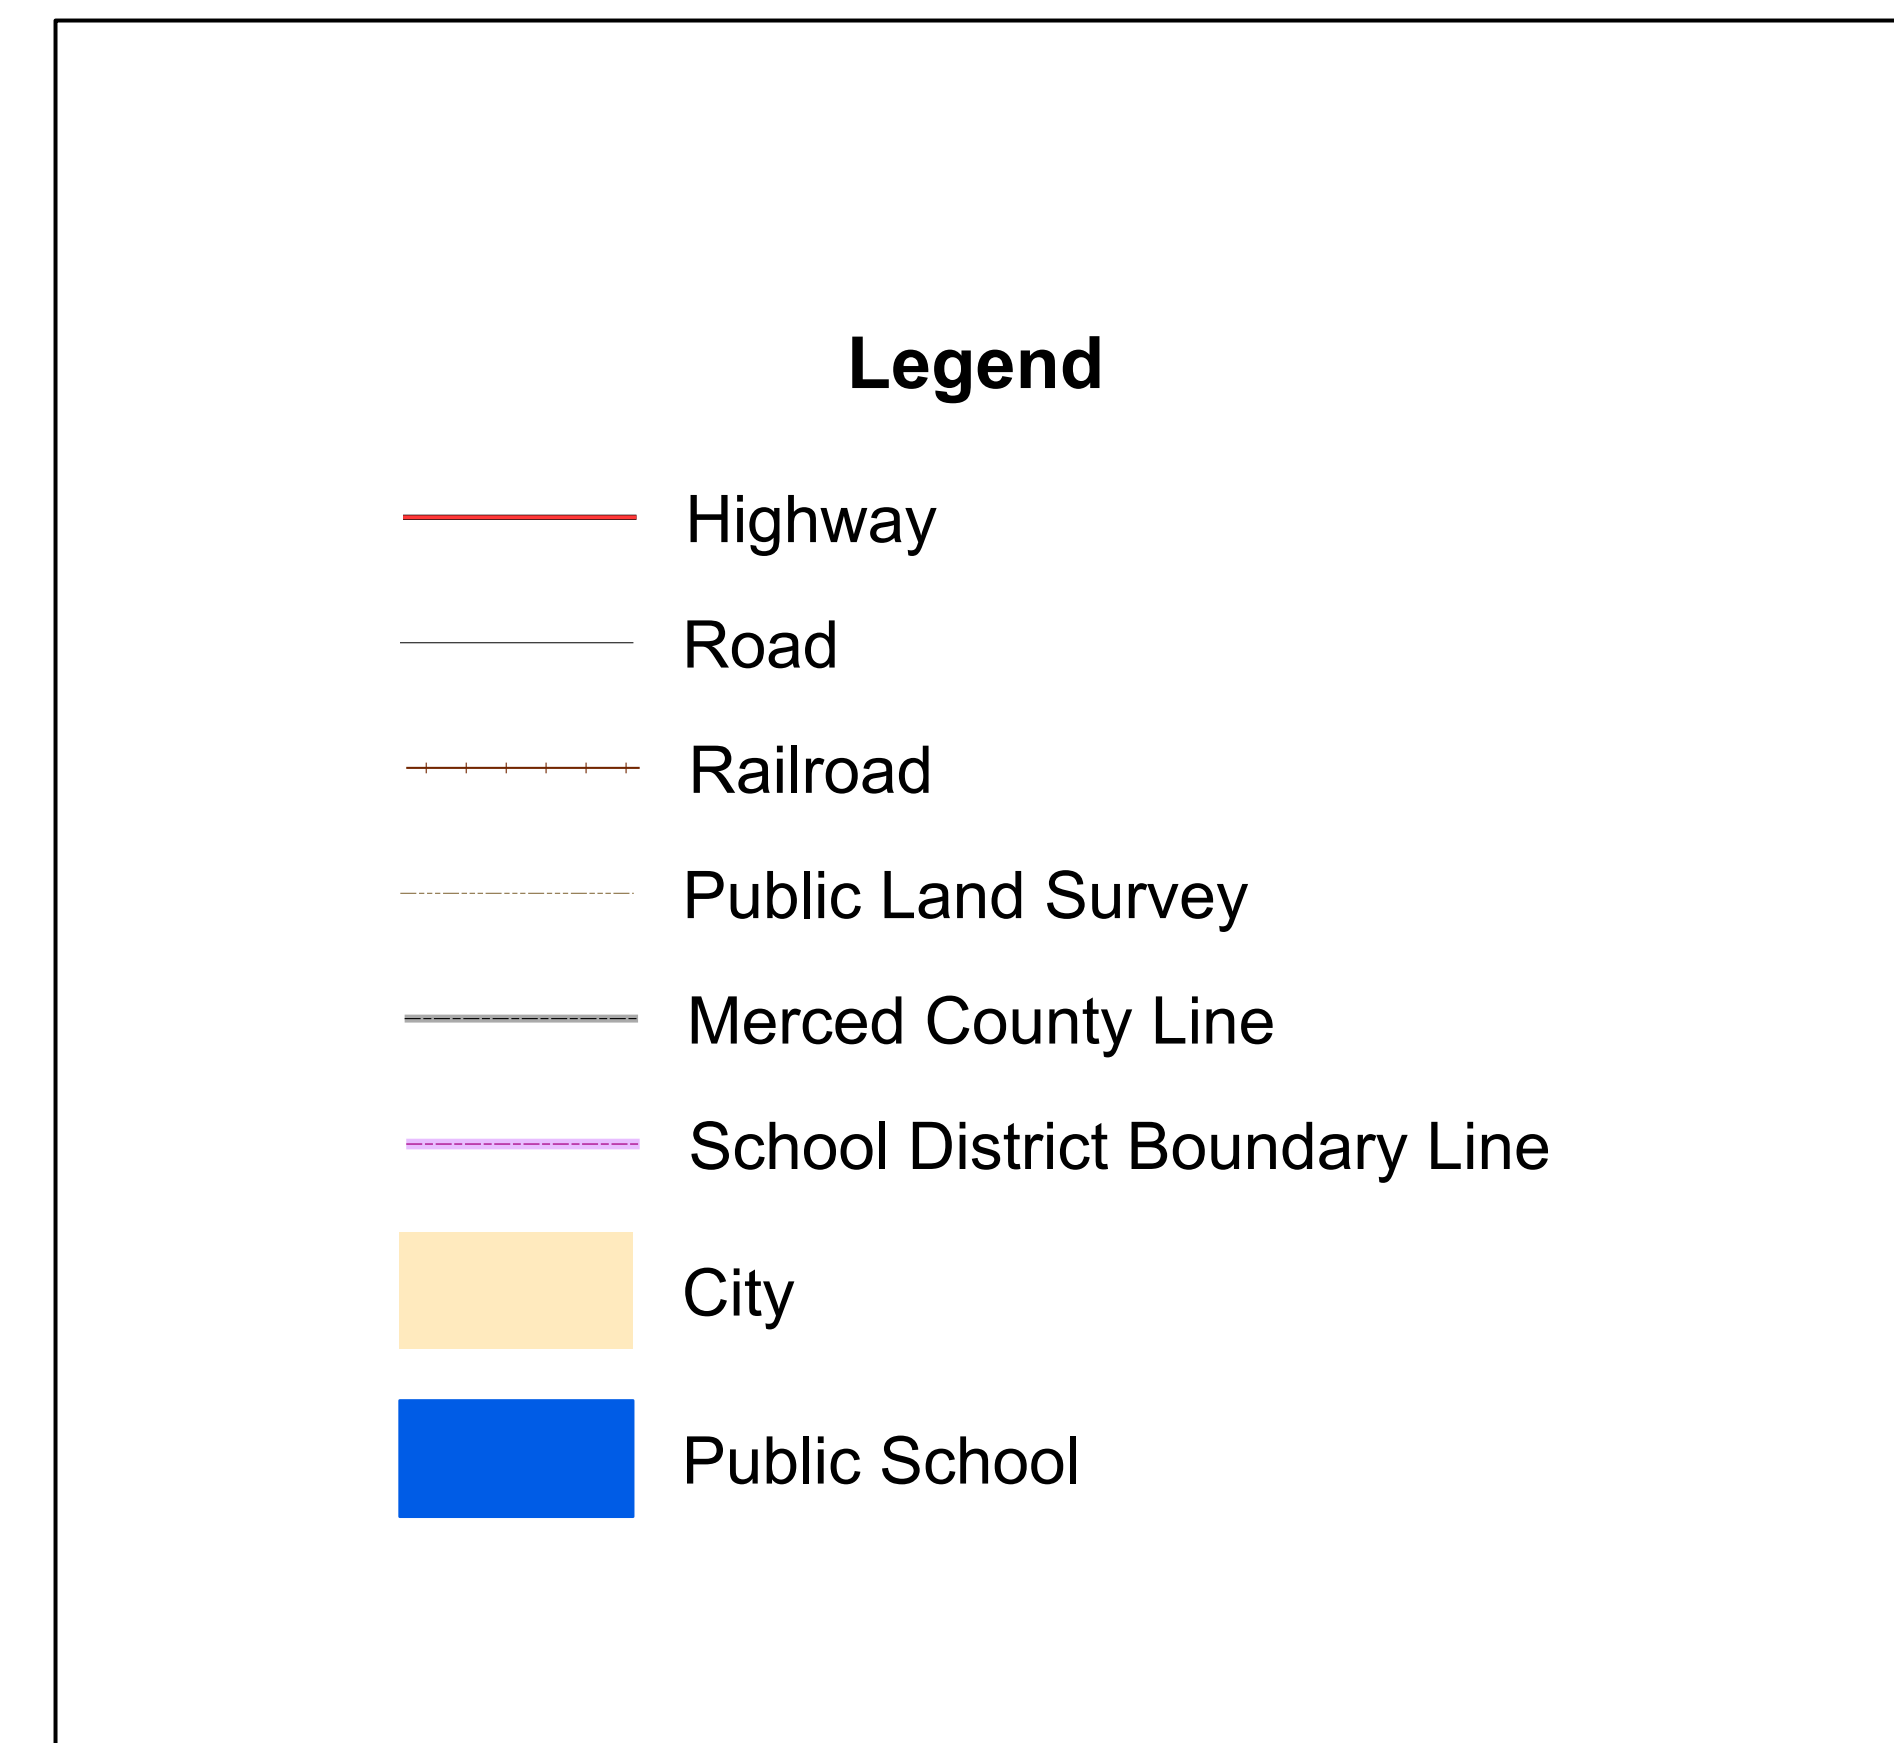 Legend
Highway
Road
Railroad
Public Land Survey
Merced County Line
School District Boundary Line
City
Public School